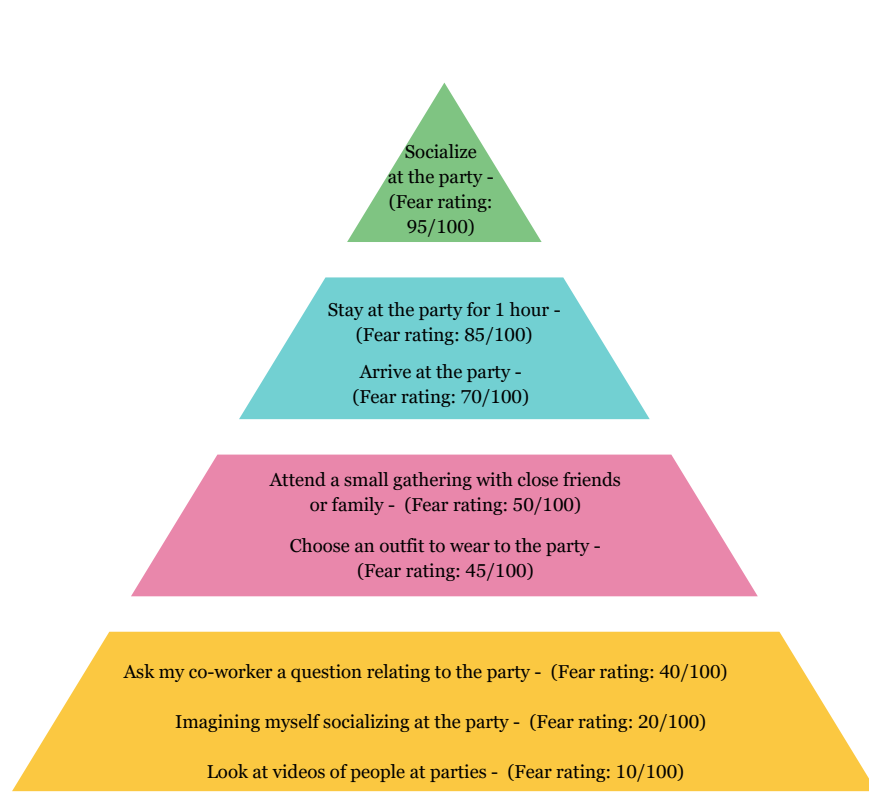 Socialize
at the party -
(Fear rating:
95/100)
Stay at the party for 1 hour -
(Fear rating: 85/100)
Arrive at the party -
(Fear rating: 70/100)
Attend a small gathering with close friends
or family -  (Fear rating: 50/100)
Choose an outfit to wear to the party -
(Fear rating: 45/100)
Ask my co-worker a question relating to the party -  (Fear rating: 40/100)
Imagining myself socializing at the party -  (Fear rating: 20/100)
Look at videos of people at parties -  (Fear rating: 10/100)